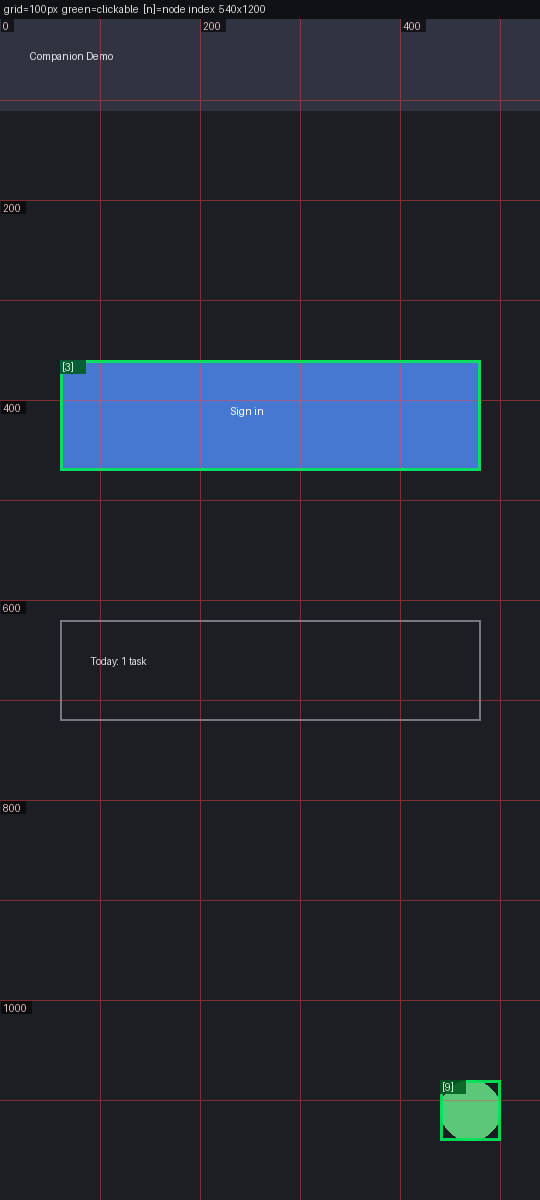 grid=100px green=clickable [n]=node index 540x1200
0 200 400
Companion Demo
200
[3]
400
Sign in
600
Today: 1 task
800
1000
[9]